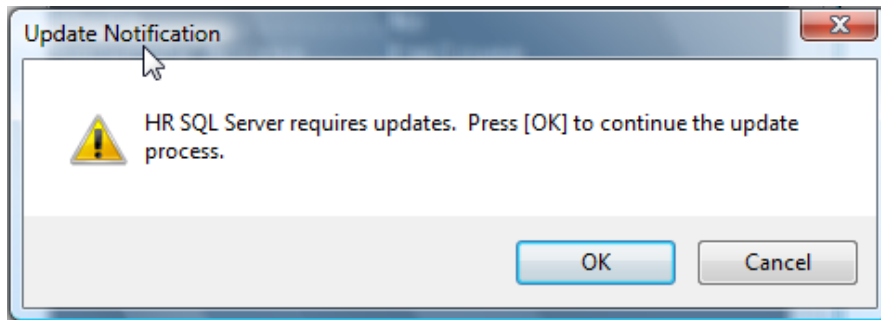 Update Notification
HR SQL Server requires updates.  Press [OK] to continue the update
process.
OK
Cancel